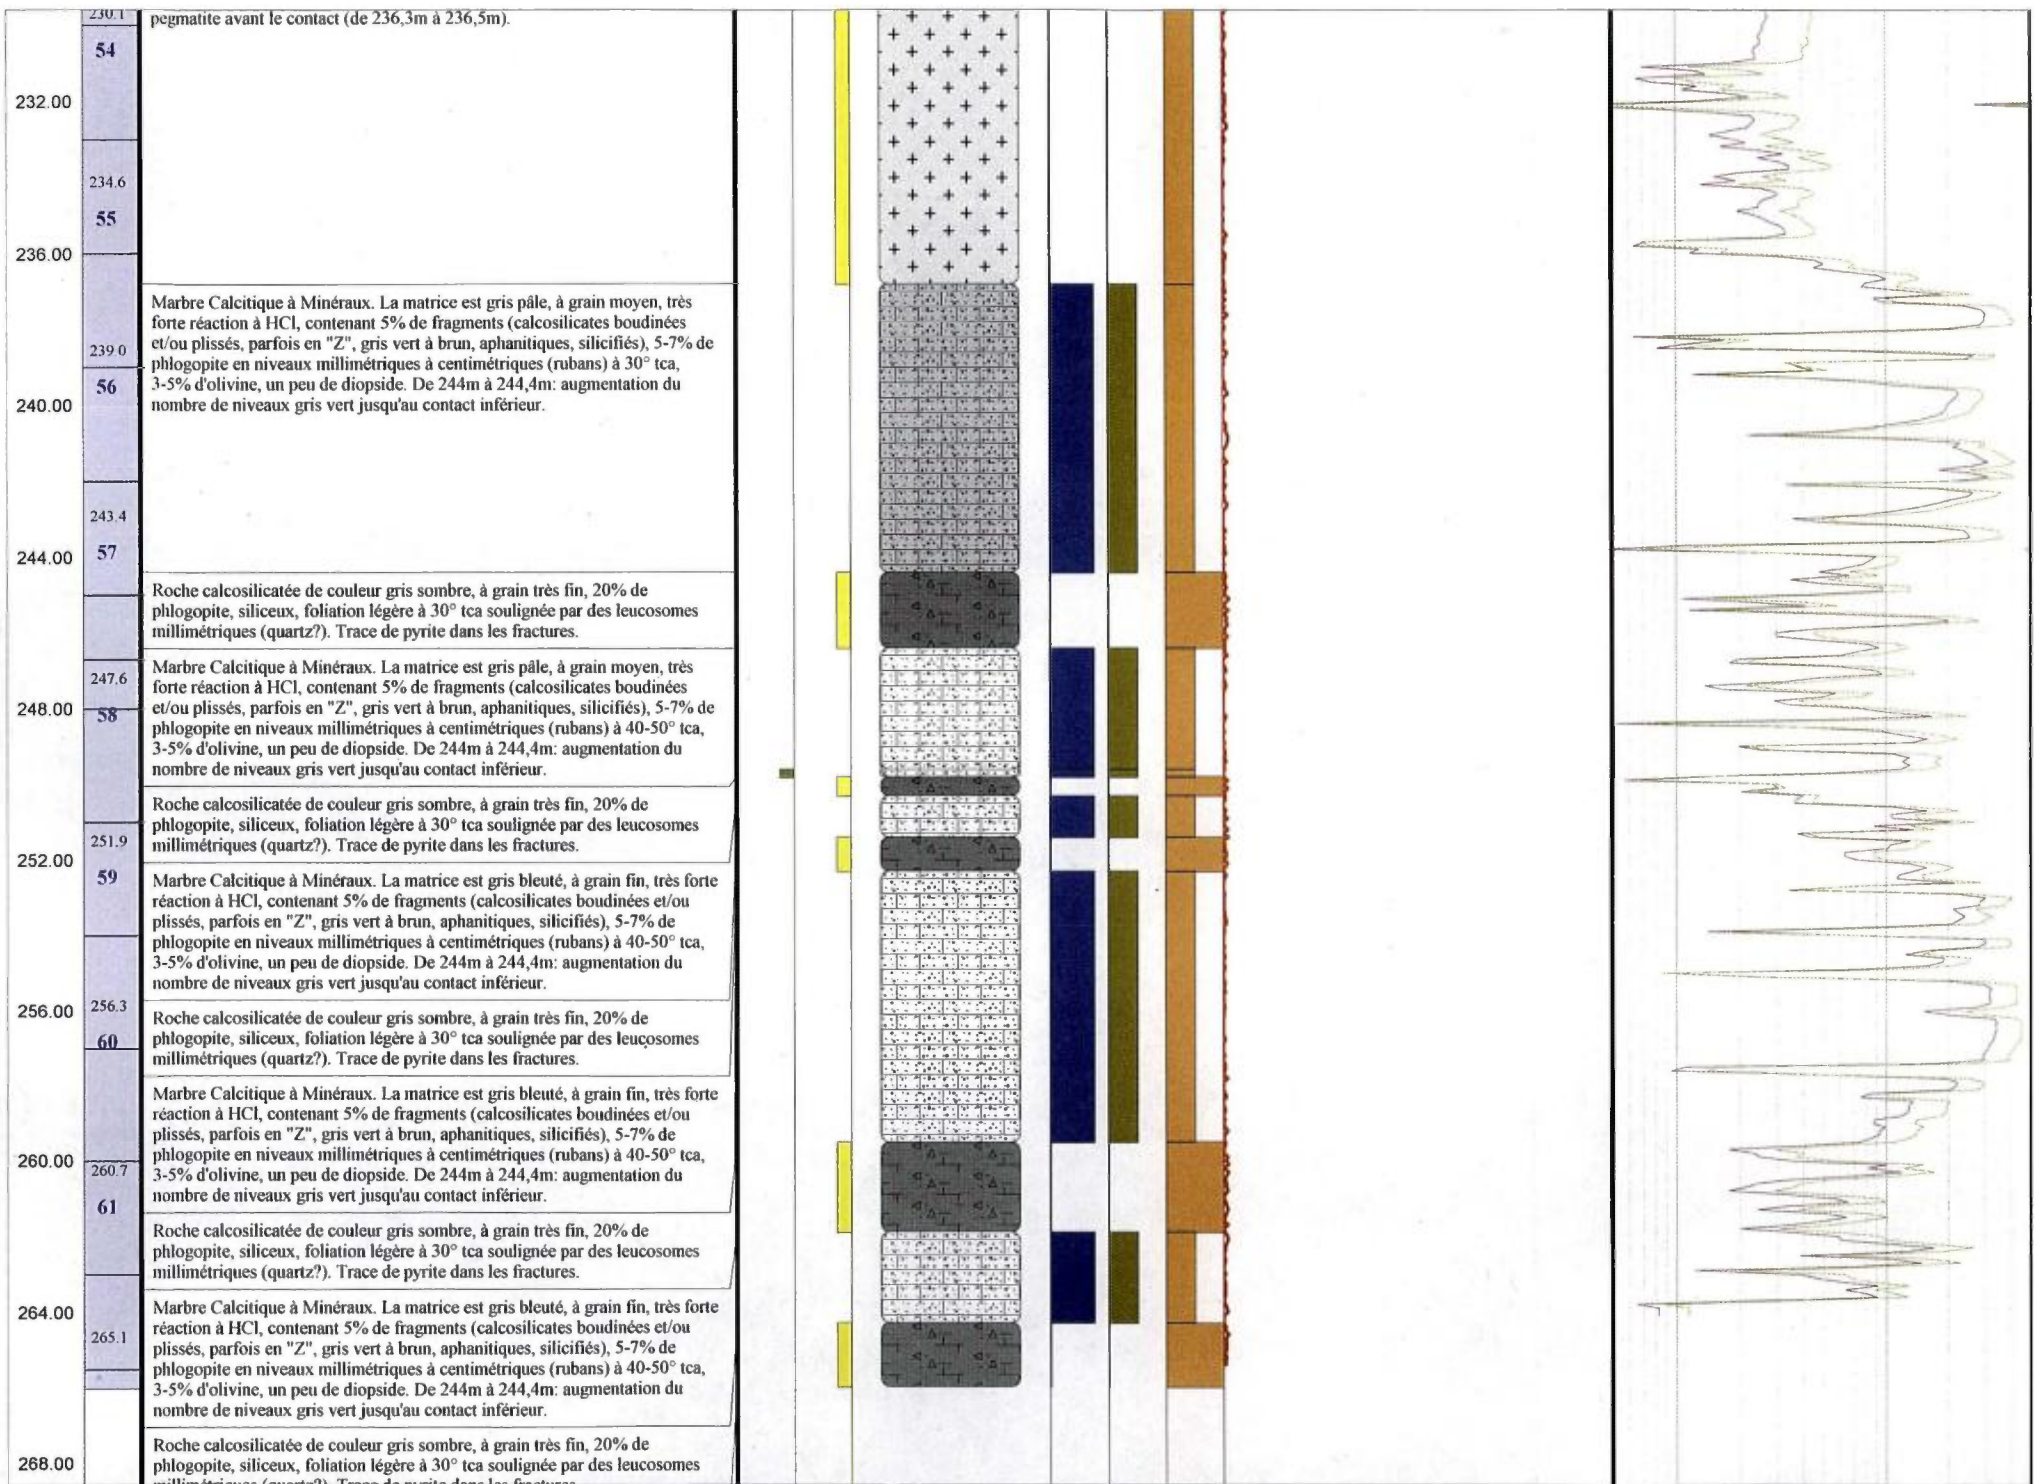 230.1
54
232.00
234.6
55
236.00
239.0
56
240.00
243.4
57
244.00
247.6
248.00
58
251.9
252.00
59
256.3
256.00
60
260.00
260.7
61
264.00
265.1
268.00
pegmatite avant le contact (de 236,3m à 236,5m).
Marbre Calcitique à Minéraux. La matrice est gris pâle, à grain moyen, très
forte réaction à HCl, contenant 5% de fragments (calcosilicates boudinées
et/ou plissés, parfois en "Z", gris vert à brun, aphanitiques, silicifiés), 5-7% de
phlogopite en niveaux millimétriques à centimétriques (rubans) à 30° tca,
3-5% d'olivine, un peu de diopside. De 244m à 244,4m: augmentation du
nombre de niveaux gris vert jusqu'au contact inférieur.
Roche calcosilicatée de couleur gris sombre, à grain très fin, 20% de
phlogopite, siliceux, foliation légère à 30° tca soulignée par des leucosomes
millimétriques (quartz?). Trace de pyrite dans les fractures.
Marbre Calcitique à Minéraux. La matrice est gris pâle, à grain moyen, très
forte réaction à HCl, contenant 5% de fragments (calcosilicates boudinées
et/ou plissés, parfois en "Z", gris vert à brun, aphanitiques, silicifiés), 5-7% de
phlogopite en niveaux millimétriques à centimétriques (rubans) à 40-50° tca,
3-5% d'olivine, un peu de diopside. De 244m à 244,4m: augmentation du
nombre de niveaux gris vert jusqu'au contact inférieur.
Roche calcosilicatée de couleur gris sombre, à grain très fin, 20% de
phlogopite, siliceux, foliation légère à 30° tca soulignée par des leucosomes
millimétriques (quartz?). Trace de pyrite dans les fractures.
Marbre Calcitique à Minéraux. La matrice est gris bleuté, à grain fin, très forte
réaction à HCl, contenant 5% de fragments (calcosilicates boudinées et/ou
plissés, parfois en "Z", gris vert à brun, aphanitiques, silicifiés), 5-7% de
phlogopite en niveaux millimétriques à centimétriques (rubans) à 40-50° tca,
3-5% d'olivine, un peu de diopside. De 244m à 244,4m: augmentation du
nombre de niveaux gris vert jusqu'au contact inférieur.
Roche calcosilicatée de couleur gris sombre, à grain très fin, 20% de
phlogopite, siliceux, foliation légère à 30° tca soulignée par des leucosomes
millimétriques (quartz?). Trace de pyrite dans les fractures.
Marbre Calcitique à Minéraux. La matrice est gris bleuté, à grain fin, très forte
réaction à HCl, contenant 5% de fragments (calcosilicates boudinées et/ou
plissés, parfois en "Z", gris vert à brun, aphanitiques, silicifiés), 5-7% de
phlogopite en niveaux millimétriques à centimétriques (rubans) à 40-50° tca,
3-5% d'olivine, un peu de diopside. De 244m à 244,4m: augmentation du
nombre de niveaux gris vert jusqu'au contact inférieur.
Roche calcosilicatée de couleur gris sombre, à grain très fin, 20% de
phlogopite, siliceux, foliation légère à 30° tca soulignée par des leucosomes
millimétriques (quartz?). Trace de pyrite dans les fractures.
Marbre Calcitique à Minéraux. La matrice est gris bleuté, à grain fin, très forte
réaction à HCl, contenant 5% de fragments (calcosilicates boudinées et/ou
plissés, parfois en "Z", gris vert à brun, aphanitiques, silicifiés), 5-7% de
phlogopite en niveaux millimétriques à centimétriques (rubans) à 40-50° tca,
3-5% d'olivine, un peu de diopside. De 244m à 244,4m: augmentation du
nombre de niveaux gris vert jusqu'au contact inférieur.
Roche calcosilicatée de couleur gris sombre, à grain très fin, 20% de
phlogopite, siliceux, foliation légère à 30° tca soulignée par des leucosomes